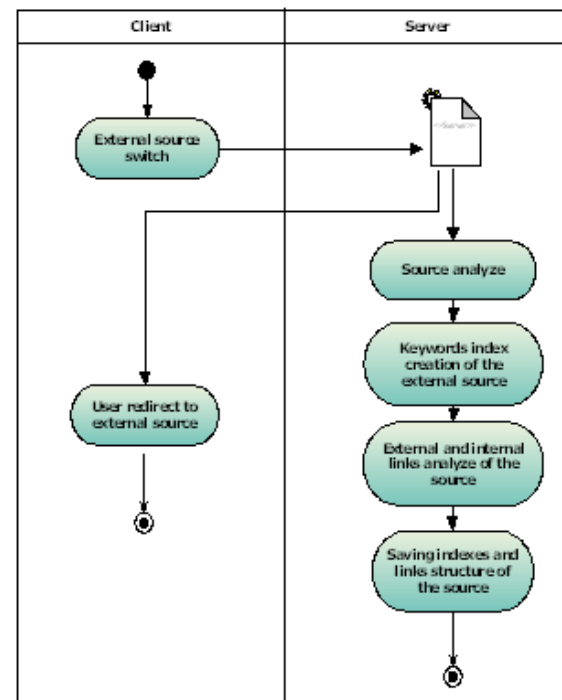 Client
Server
External source
switch
Source analyze
Keywords index
creation of the
external source
User redirect to
external source
External and internal
links analyze of the
source
Saving indexes and
links structure of
the source